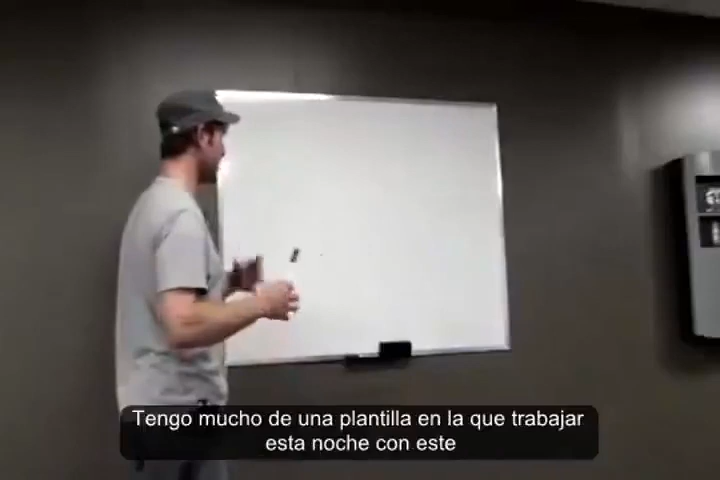 Tengo mucho de una plantilla en la que trabajar
esta noche con este